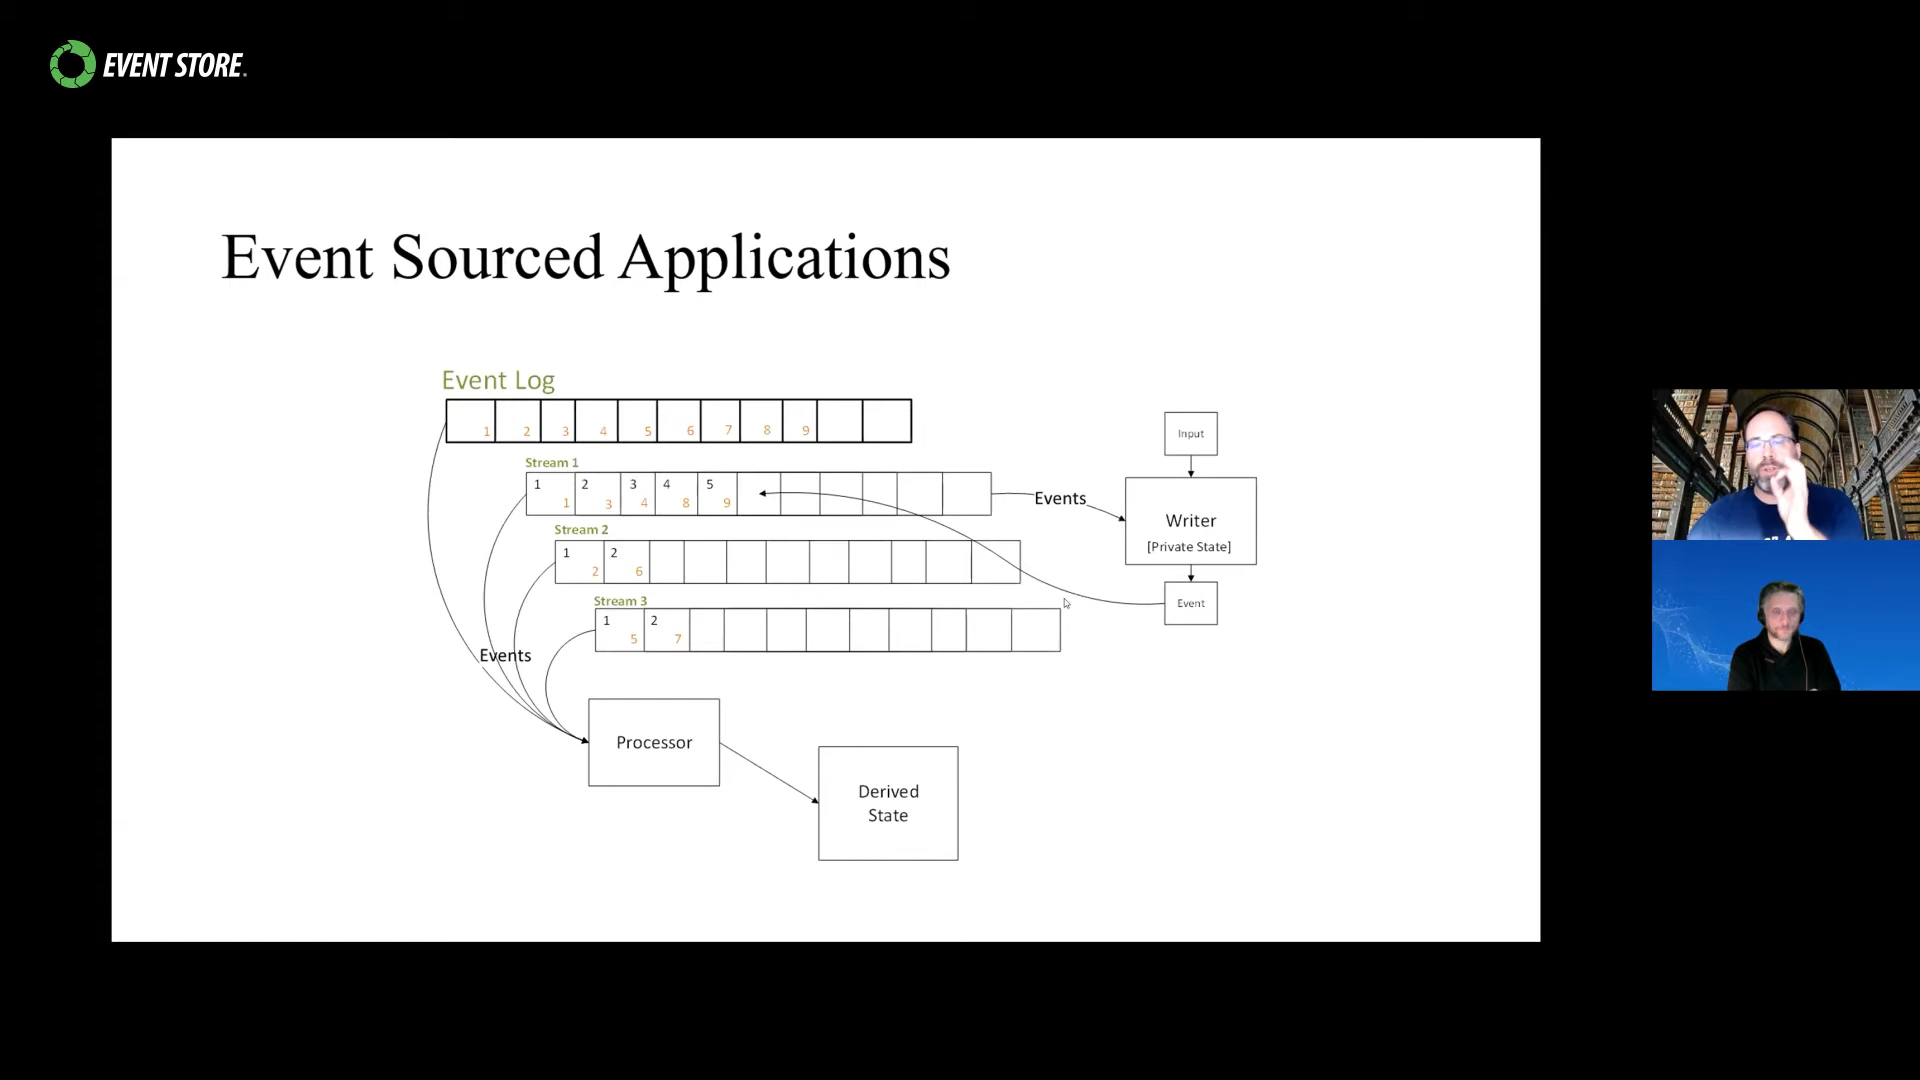 EVENT STORE
Event Sourced Applications
Event Log
1 2 3 4 5 6 7 8 9
Input
Stream 1
1 2 3 4 5
1 3 4 8 9
Events
Writer
[Private State]
Stream 2
1 2
2 6
Event
Stream 3
1 2
5 7
Events
Processor
Derived
State